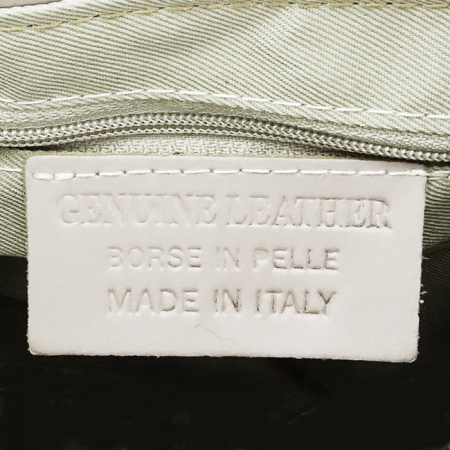 GENUINE LEATHER
BORSE IN PELLE
MADE IN ITALY